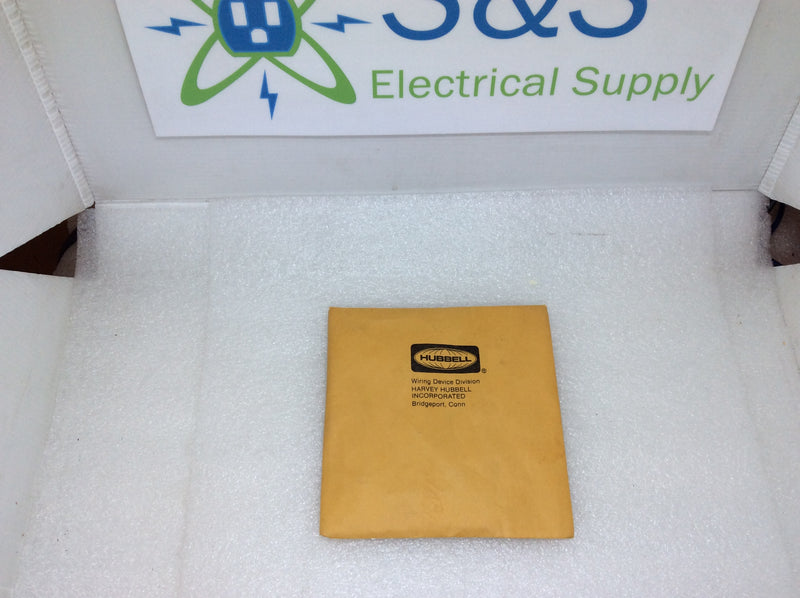 S&S
Electrical Supply
HUBBELL
®
Wiring Device Division
HARVEY HUBBELL
INCORPORATED
Bridgeport, Conn